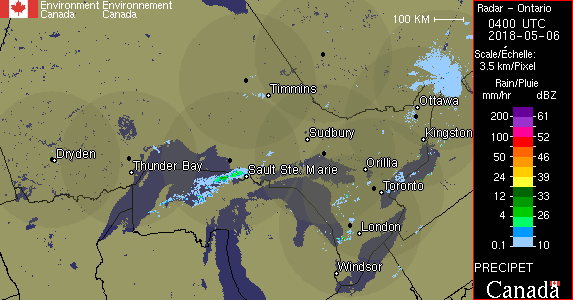 Environment Environnement
Canada Canada
100 KM
Timmins
Ottawa
Sudbury
Kingston
Dryden
Thunder Bay
Sault Ste. Marie
Orillia
Toronto
London
Windsor
Radar - Ontario
0400 UTC
2018-05-06
Scale/Échelle:
3.5 km/Pixel
Rain/Pluie
mm/hr dBZ
200 61
100 52
50 46
24 39
12 33
4 26
0.1 10
PRECIPET
Canada